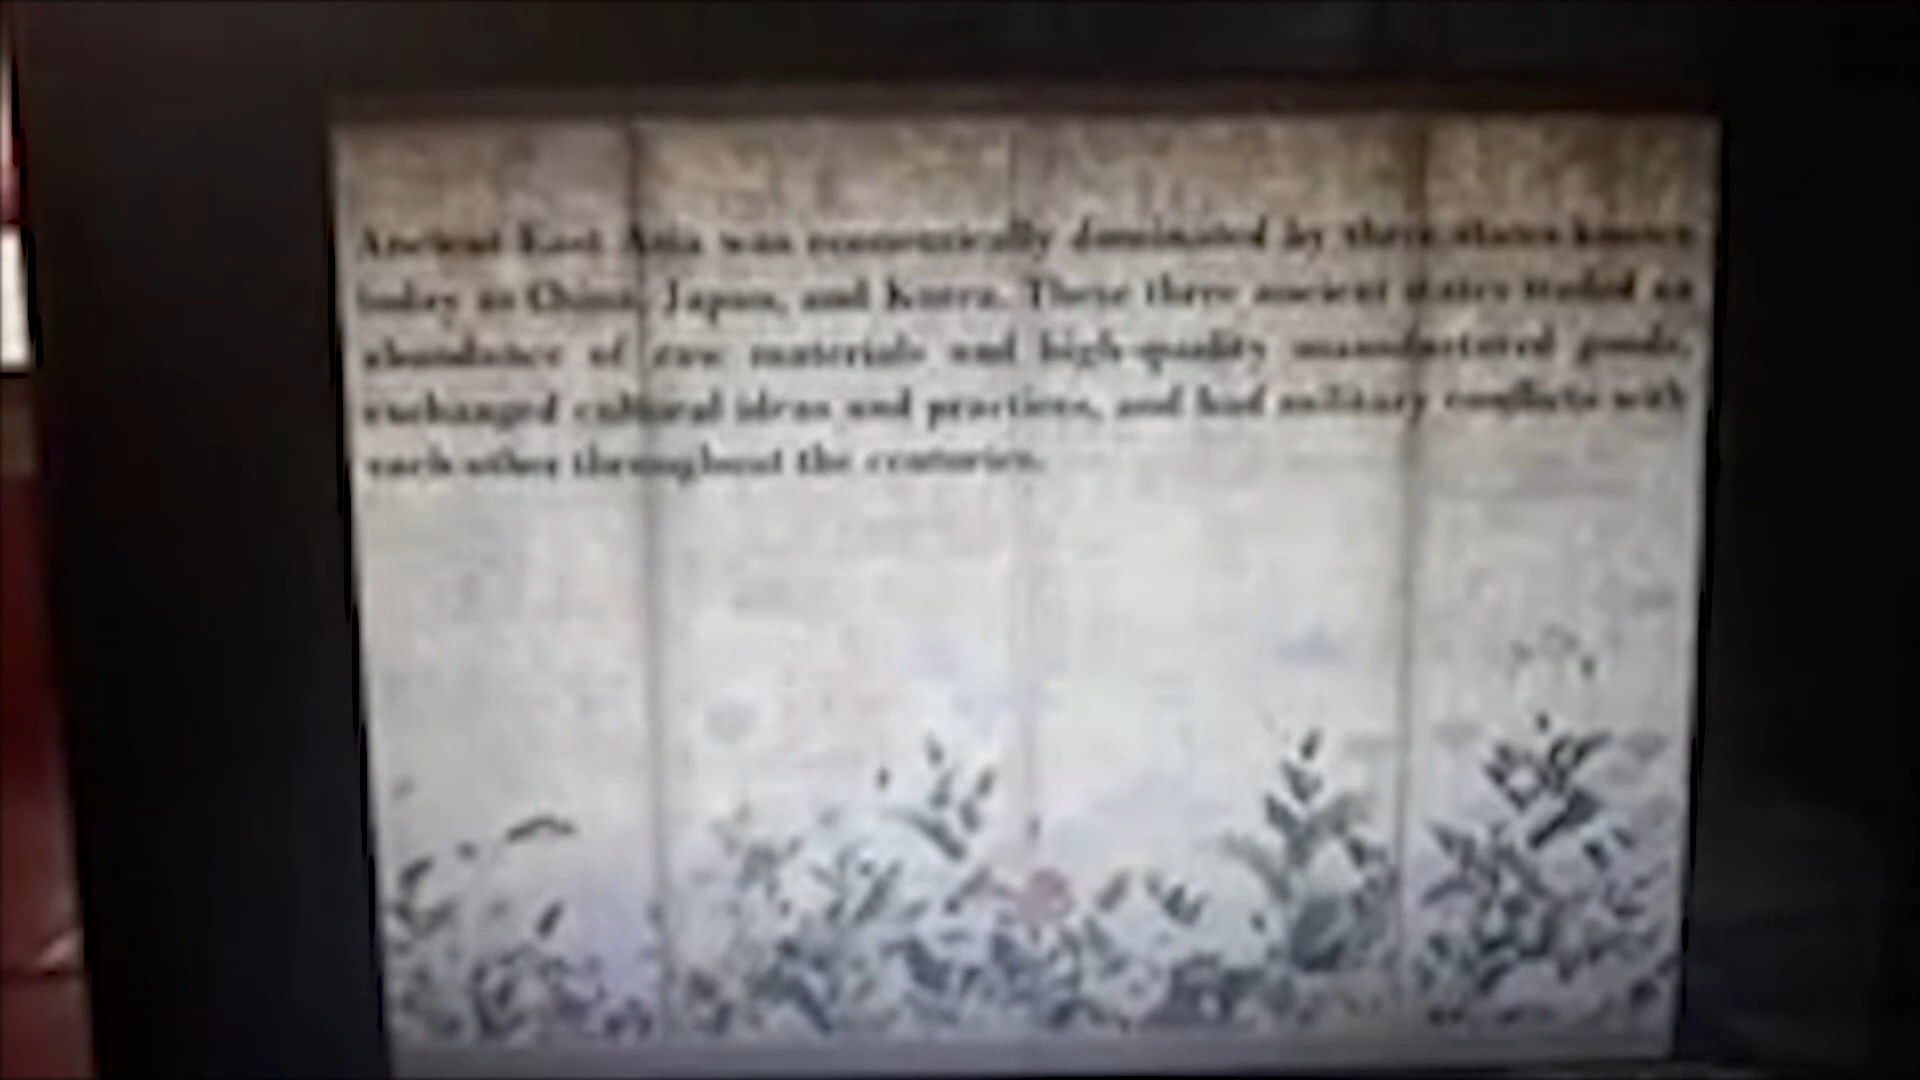 Ancient East Asia was economically dominated by three states known
today as China, Japan, and Korea. These three ancient states traded an
abundance of raw materials and high-quality manufactured goods,
exchanged cultural ideas and practices, and had military conflicts with
each other throughout the centuries.